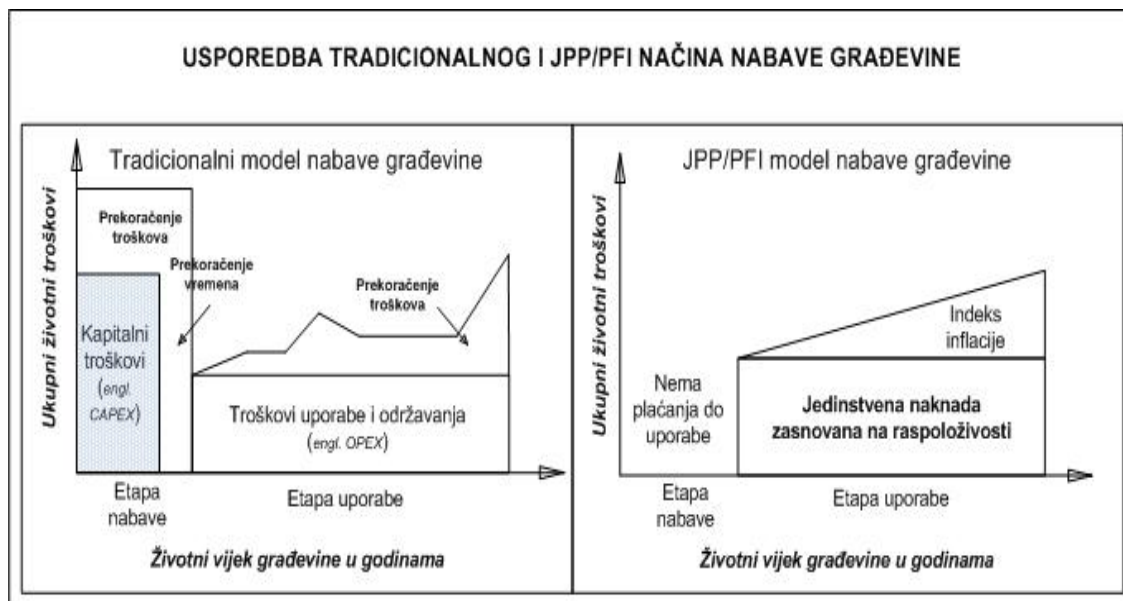 USPOREDBA TRADICIONALNOG I JPP/PFI NAČINA NABAVE GRAĐEVINE
Tradicionalni model nabave građevine
Ukupni životni troškovi
Prekoračenje
troškova
Prekoračenje
vremena
Prekoračenje
troškova
Kapitalni
troškovi
(engl.
CAPEX)
Troškovi uporabe i održavanja
(engl. OPEX)
Etapa
nabave
Etapa uporabe
Životni vijek građevine u godinama
JPP/PFI model nabave građevine
Ukupni životni troškovi
Indeks
inflacije
Nema
plaćanja do
uporabe
Jedinstvena naknada
zasnovana na raspoloživosti
Etapa
nabave
Etapa uporabe
Životni vijek građevine u godinama